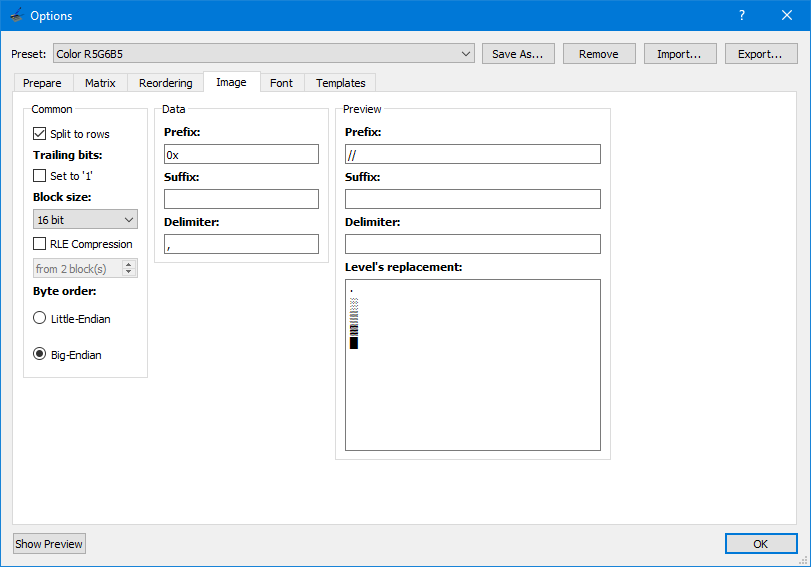 Options
?
Preset:
Color R5G6B5
Save As...
Remove
Import...
Export...
Prepare
Matrix
Reordering
Image
Font
Templates
Common
Split to rows
Trailing bits:
Set to '1'
Block size:
16 bit
RLE Compression
from 2 block(s)
Byte order:
Little-Endian
Big-Endian
Data
Prefix:
0x
Suffix:
Delimiter:
,
Preview
Prefix:
//
Suffix:
Delimiter:
Level's replacement:
.
░
▒
▓
█
Show Preview
OK